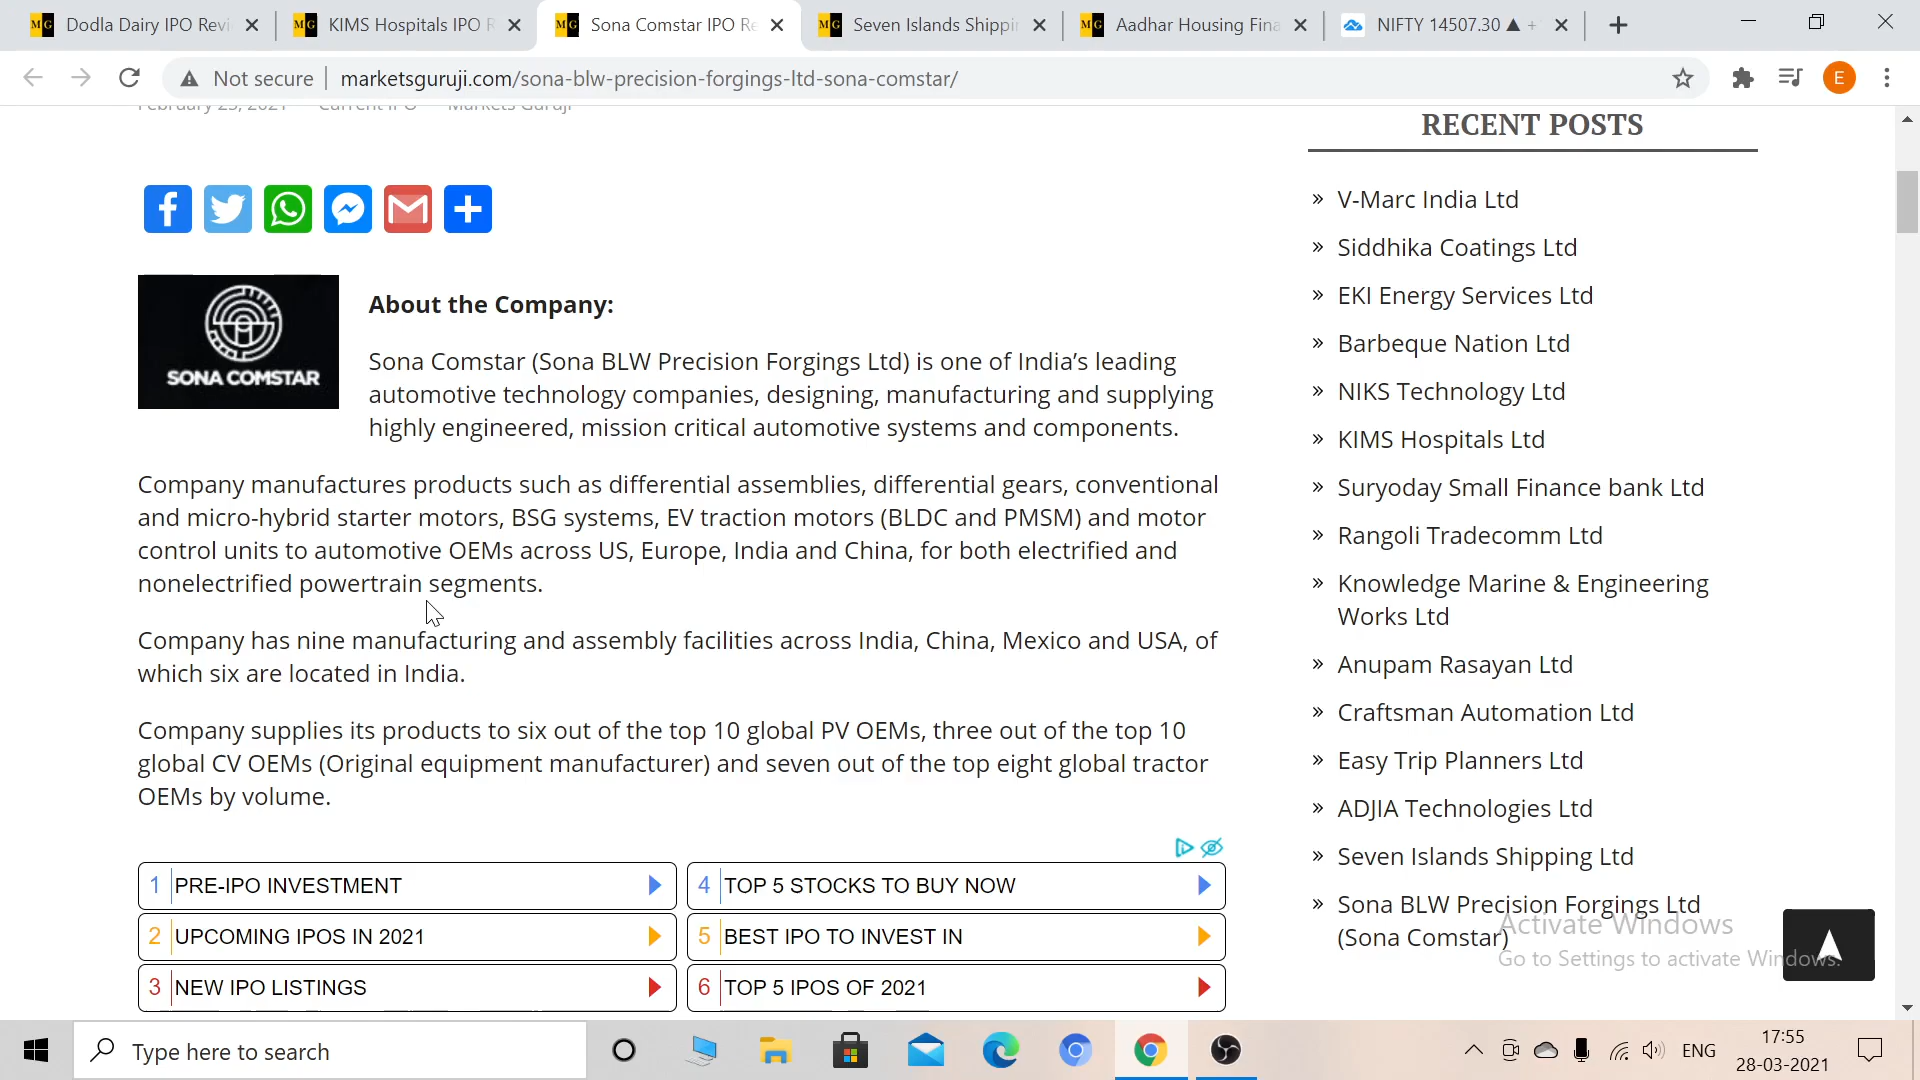 MG Dodla Dairy IPO Revi
MG KIMS Hospitals IPO R
MG Sona Comstar IPO Re
MG Seven Islands Shippin
MG Aadhar Housing Fina
NIFTY 14507.30 ▲ +
Not secure
marketsguruji.com/sona-blw-precision-forgings-ltd-sona-comstar/
E
February 25, 2021 Current IPO Markets Guruji
SONA COMSTAR
About the Company:
Sona Comstar (Sona BLW Precision Forgings Ltd) is one of India’s leading
automotive technology companies, designing, manufacturing and supplying
highly engineered, mission critical automotive systems and components.
Company manufactures products such as differential assemblies, differential gears, conventional
and micro-hybrid starter motors, BSG systems, EV traction motors (BLDC and PMSM) and motor
control units to automotive OEMs across US, Europe, India and China, for both electrified and
nonelectrified powertrain segments.
Company has nine manufacturing and assembly facilities across India, China, Mexico and USA, of
which six are located in India.
Company supplies its products to six out of the top 10 global PV OEMs, three out of the top 10
global CV OEMs (Original equipment manufacturer) and seven out of the top eight global tractor
OEMs by volume.
1 PRE-IPO INVESTMENT
2 UPCOMING IPOS IN 2021
3 NEW IPO LISTINGS
4 TOP 5 STOCKS TO BUY NOW
5 BEST IPO TO INVEST IN
6 TOP 5 IPOS OF 2021
RECENT POSTS
» V-Marc India Ltd
» Siddhika Coatings Ltd
» EKI Energy Services Ltd
» Barbeque Nation Ltd
» NIKS Technology Ltd
» KIMS Hospitals Ltd
» Suryoday Small Finance bank Ltd
» Rangoli Tradecomm Ltd
» Knowledge Marine & Engineering
Works Ltd
» Anupam Rasayan Ltd
» Craftsman Automation Ltd
» Easy Trip Planners Ltd
» ADJIA Technologies Ltd
» Seven Islands Shipping Ltd
» Sona BLW Precision Forgings Ltd
(Sona Comstar)
Activate Windows
Go to Settings to activate Windows.
Type here to search
ENG
17:55
28-03-2021